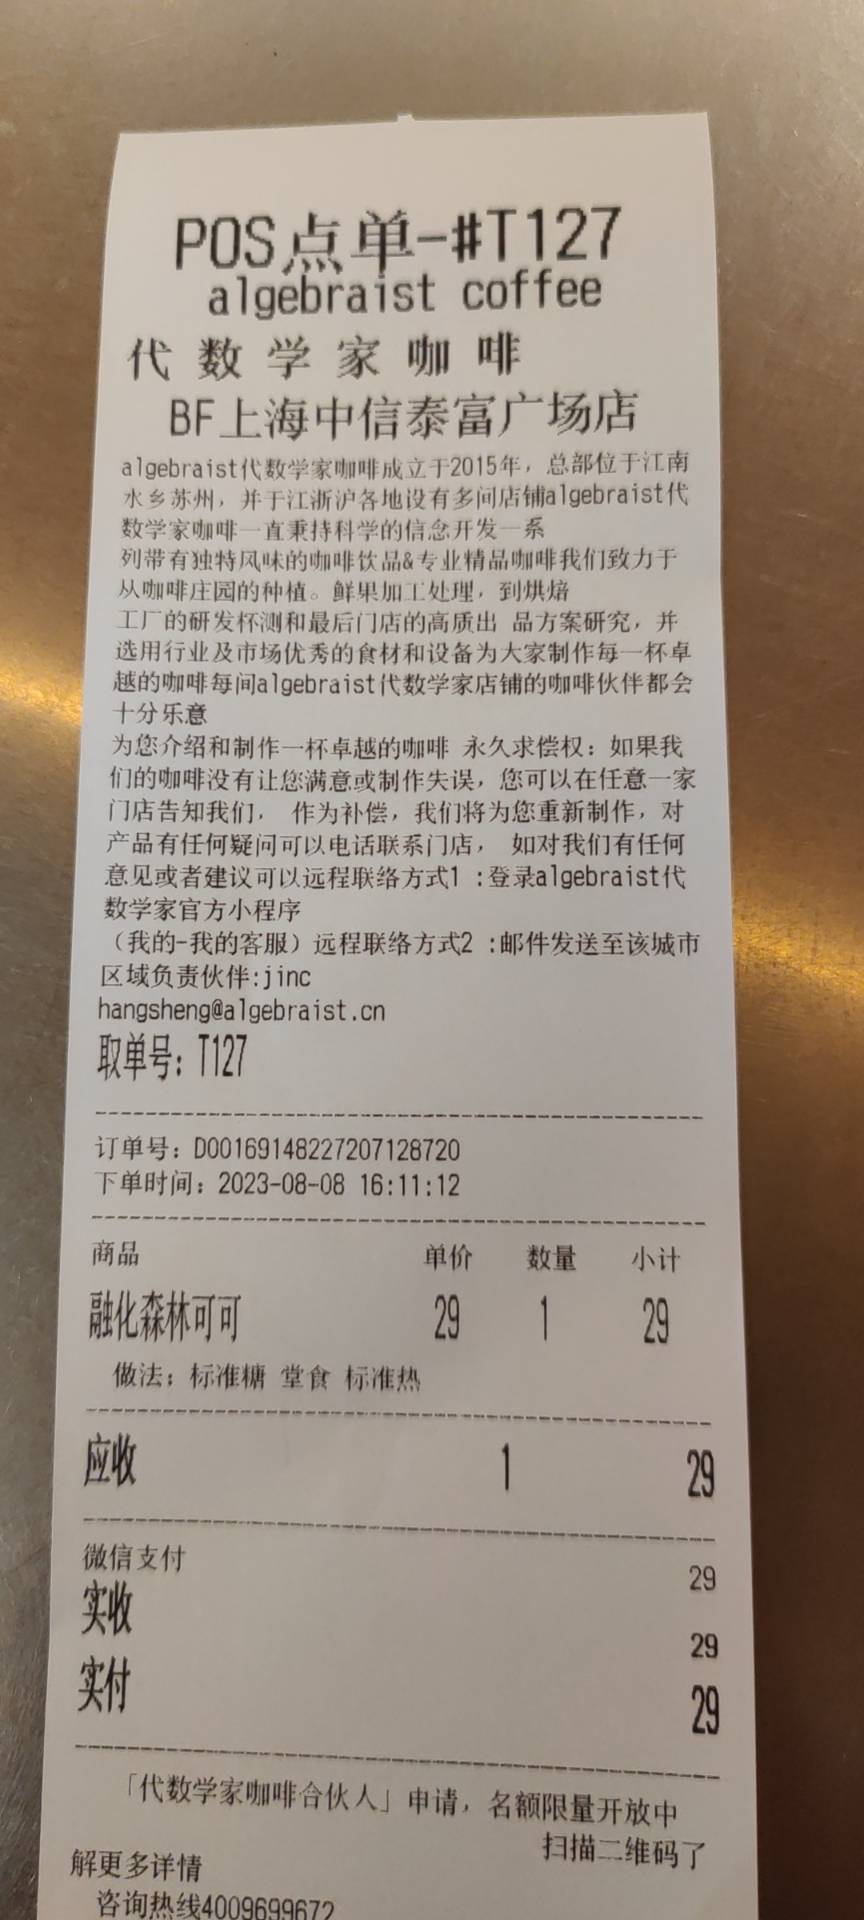 POS点单-#T127
algebraist coffee
代数学家咖啡
BF上海中信泰富广场店
algebraist代数学家咖啡成立于2015年，总部位于江南
水乡苏州，并于江浙沪各地设有多间店铺algebraist代
数学家咖啡一直秉持科学的信念开发一系
列带有独特风味的咖啡饮品&专业精品咖啡我们致力于
从咖啡庄园的种植。鲜果加工处理，到烘焙
工厂的研发杯测和最后门店的高质出 品方案研究，并
选用行业及市场优秀的食材和设备为大家制作每一杯卓
越的咖啡每间algebraist代数学家店铺的咖啡伙伴都会
十分乐意
为您介绍和制作一杯卓越的咖啡 永久求偿权：如果我
们的咖啡没有让您满意或制作失误，您可以在任意一家
门店告知我们， 作为补偿，我们将为您重新制作，对
产品有任何疑问可以电话联系门店， 如对我们有任何
意见或者建议可以远程联络方式1 :登录algebraist代
数学家官方小程序
（我的-我的客服）远程联络方式2 :邮件发送至该城市
区域负责伙伴:jinc
hangsheng@algebraist.cn
取单号：T127
订单号：D00169148227207128720
下单时间：2023-08-08 16:11:12
商品 单价 数量 小计
融化森林可可 29 1 29
做法：标准糖 堂食 标准热
应收 1 29
微信支付 29
实收 29
实付 29
「代数学家咖啡合伙人」申请，名额限量开放中
扫描二维码了
解更多详情
咨询热线4009699672